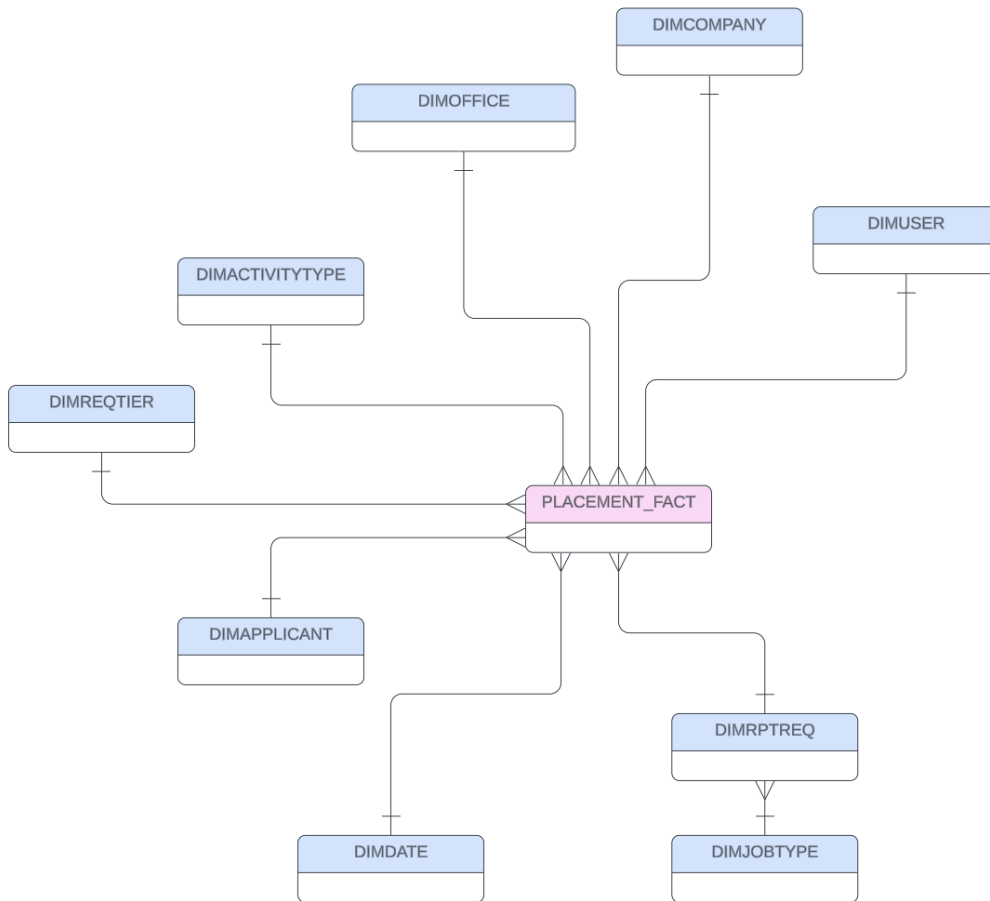 DIMCOMPANY
DIMOFFICE
DIMUSER
DIMACTIVITYTYPE
DIMREQTIER
PLACEMENT_FACT
DIMAPPLICANT
DIMRPTREQ
DIMDATE
DIMJOBTYPE